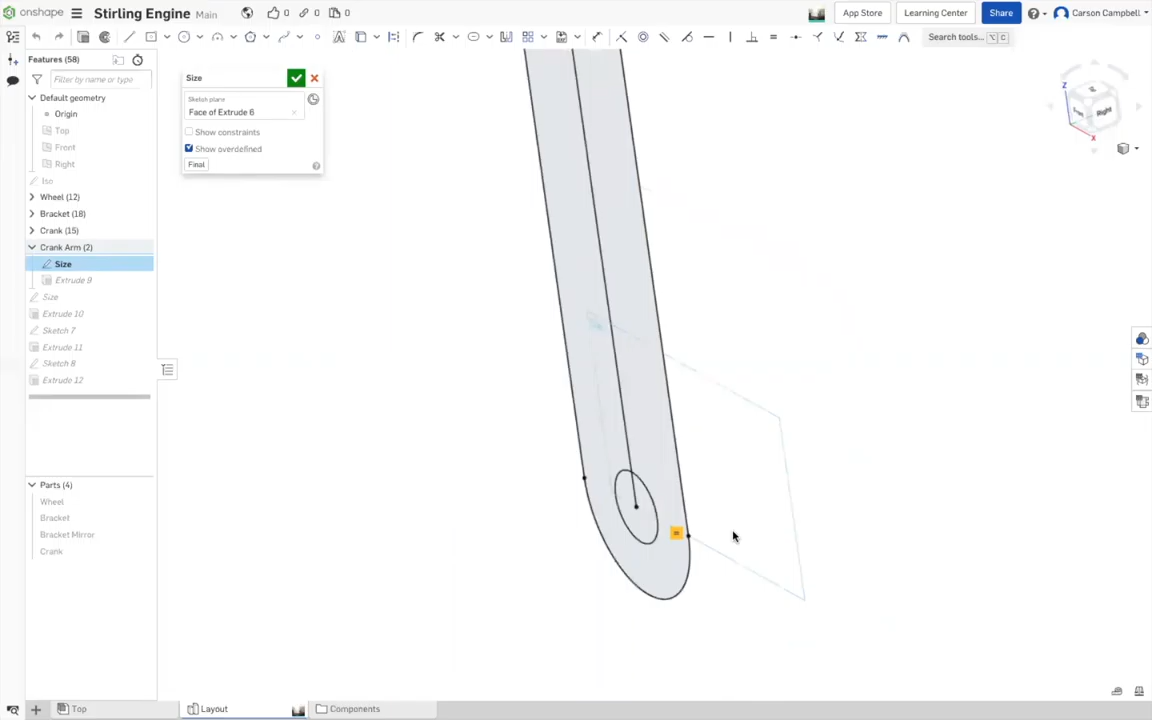 onshape
Stirling Engine Main
0
0
0
App Store
Learning Center
Share
Carson Campbell
Search tools...
Features (58)
Filter by name or type
Default geometry
Origin
Top
Front
Right
Iso
Wheel (12)
Bracket (18)
Crank (15)
Crank Arm (2)
Size
Extrude 9
Size
Extrude 10
Sketch 7
Extrude 11
Sketch 8
Extrude 12
Parts (4)
Wheel
Bracket
Bracket Mirror
Crank
Size
Sketch plane
Face of Extrude 6
Show constraints
Show overdefined
Final
Z
Right
X
Top
Layout
Components